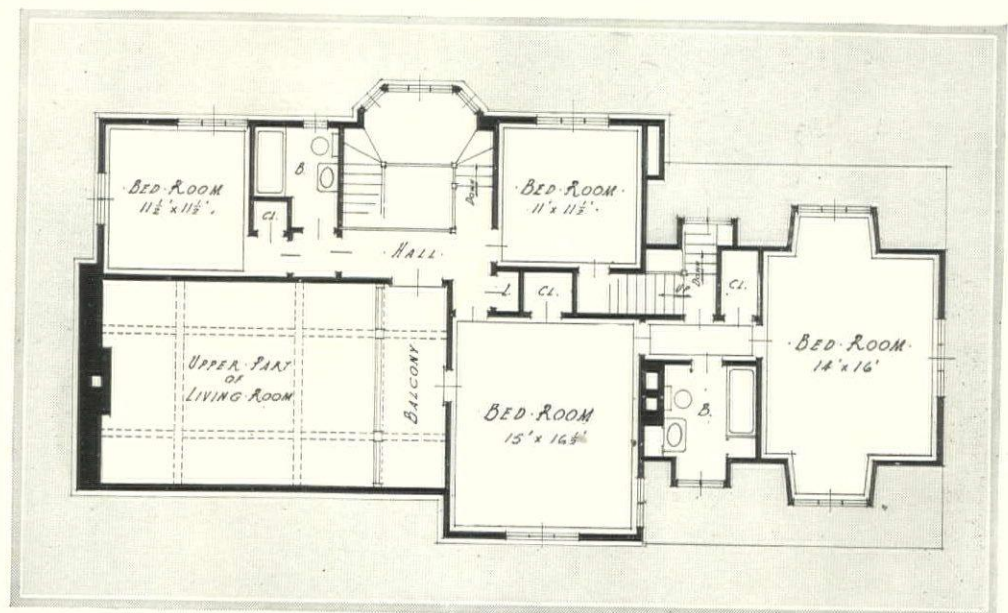 BED·ROOM
11½' x 11½'.
CL.
B.
DOWN
·HALL·
BED·ROOM·
11' x 11½'.
L.
CL.
UP
DOWN
CL.
UPPER·PART
OF
LIVING·ROOM
BALCONY
BED·ROOM
15' x 16½'
B.
·BED·ROOM·
14' x 16'